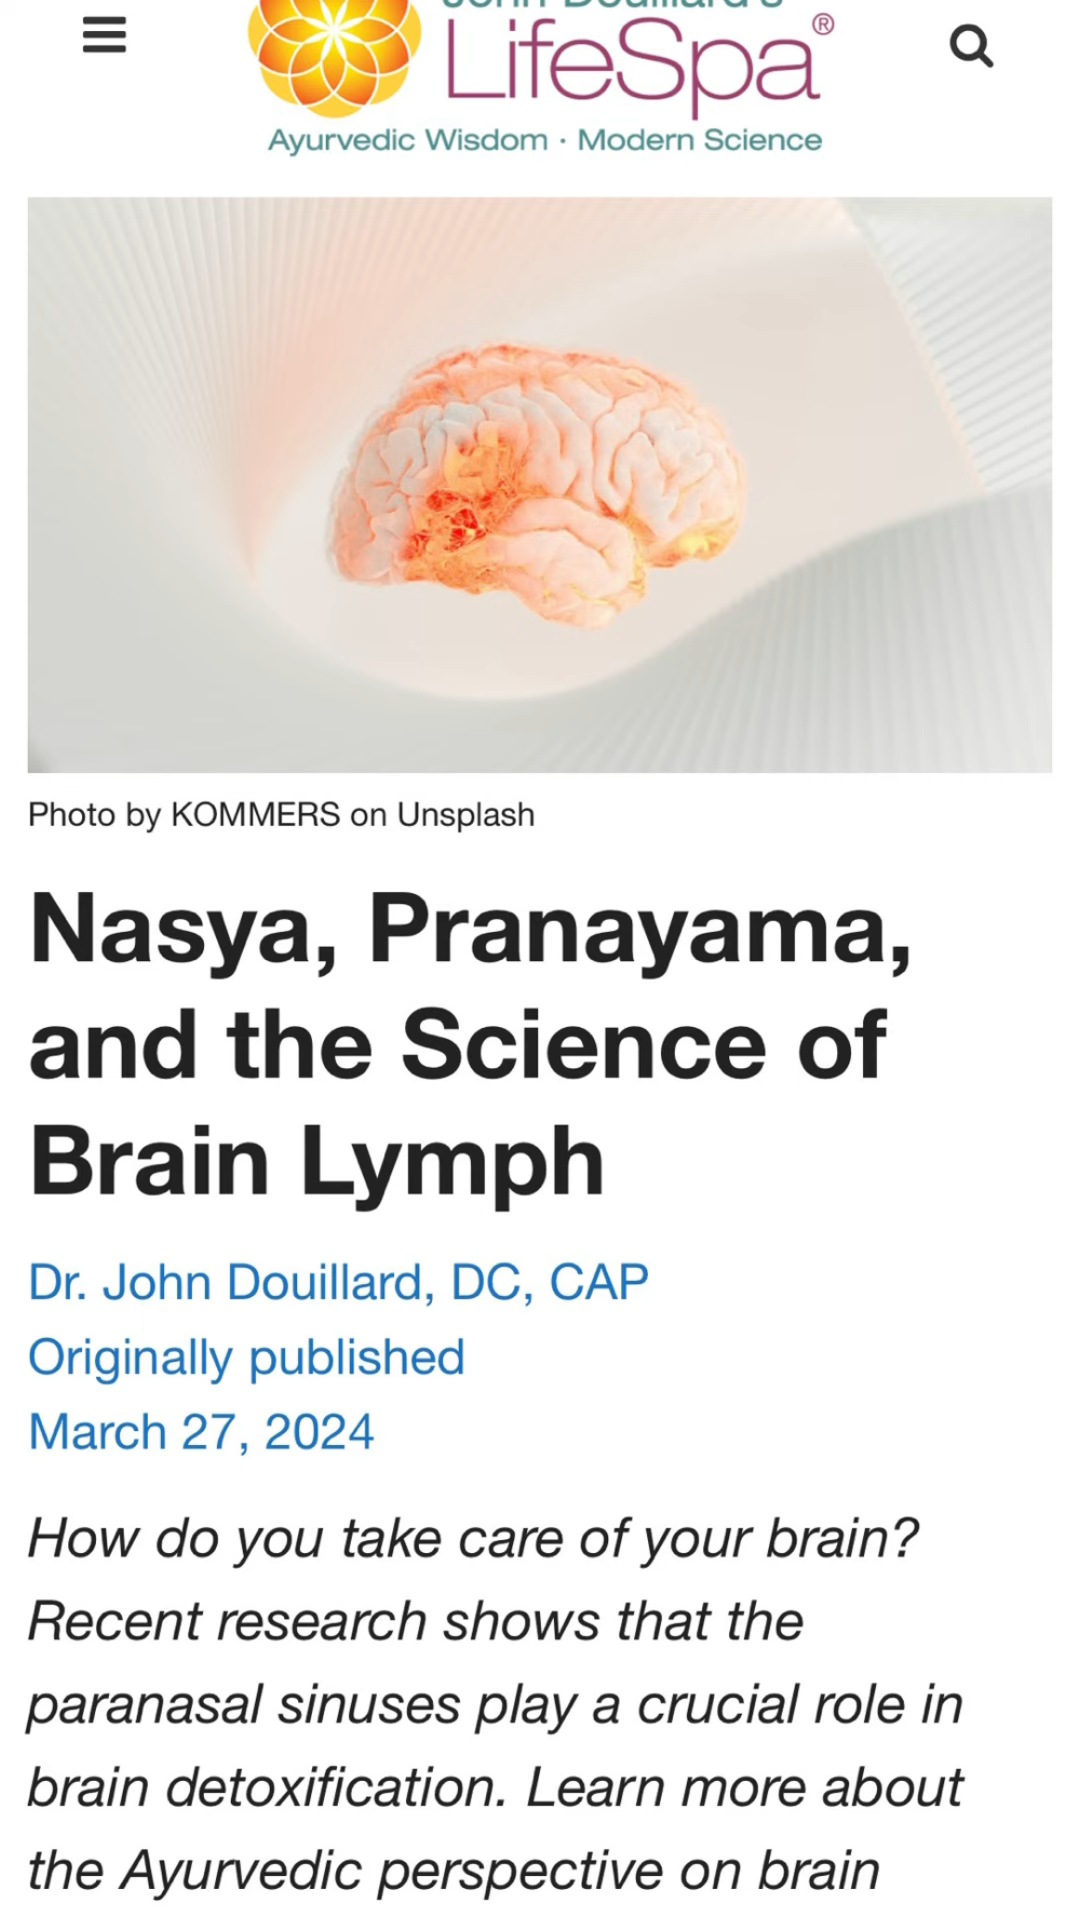 John Douillard's
LifeSpa®
Ayurvedic Wisdom · Modern Science
Photo by KOMMERS on Unsplash
Nasya, Pranayama,
and the Science of
Brain Lymph
Dr. John Douillard, DC, CAP
Originally published
March 27, 2024
How do you take care of your brain?
Recent research shows that the
paranasal sinuses play a crucial role in
brain detoxification. Learn more about
the Ayurvedic perspective on brain